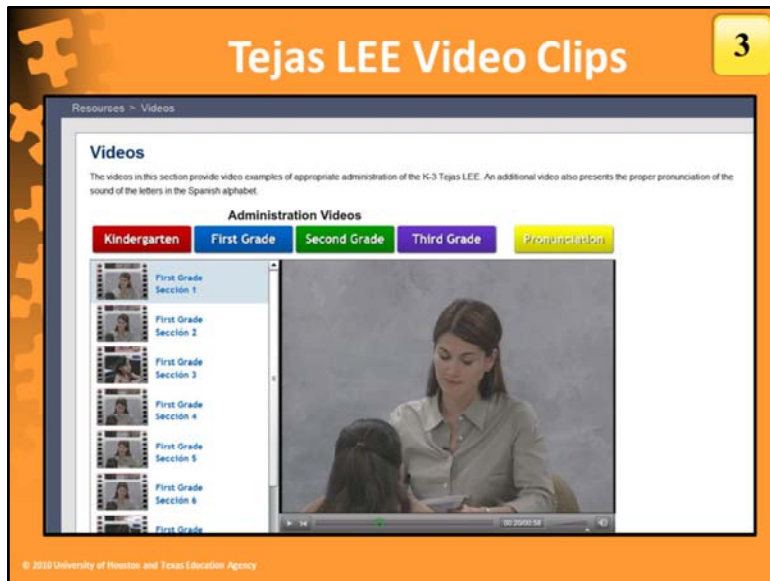 Tejas LEE Video Clips
3
Resources > Videos
Videos
The videos in this section provide video examples of appropriate administration of the K-3 Tejas LEE. An additional video also presents the proper pronunciation of the
sound of the letters in the Spanish alphabet.
Administration Videos
Kindergarten First Grade Second Grade Third Grade Pronunciation
First Grade
Sección 1
First Grade
Sección 2
First Grade
Sección 3
First Grade
Sección 4
First Grade
Sección 5
First Grade
Sección 6
First Grade
00:20/00:58
© 2010 University of Houston and Texas Education Agency